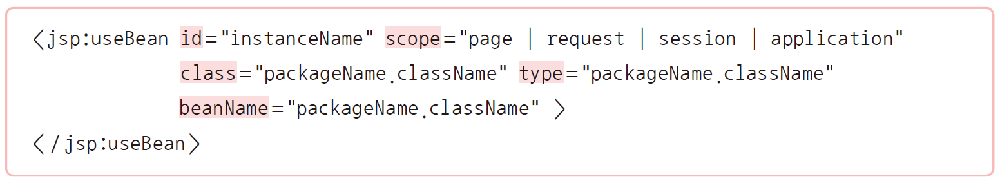 <jsp:useBean id="instanceName" scope="page | request | session | application"
class="packageName.className" type="packageName.className"
beanName="packageName.className" >
</jsp:useBean>